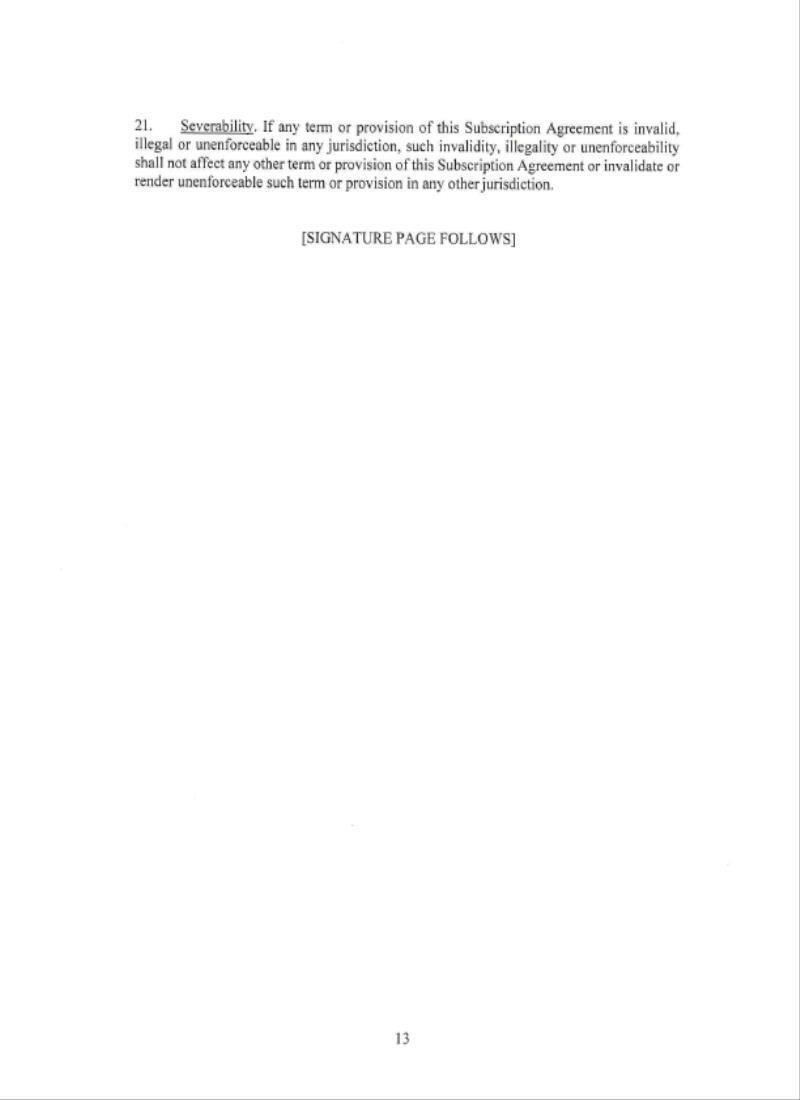 21. Severability. If any term or provision of this Subscription Agreement is invalid,
illegal or unenforceable in any jurisdiction, such invalidity, illegality or unenforceability
shall not affect any other term or provision of this Subscription Agreement or invalidate or
render unenforceable such term or provision in any other jurisdiction.
[SIGNATURE PAGE FOLLOWS]
13